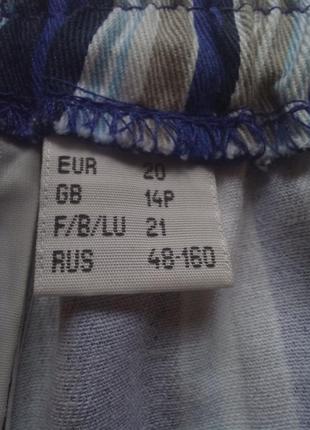 EUR 20
GB 14P
F/B/LU 21
RUS 48-160